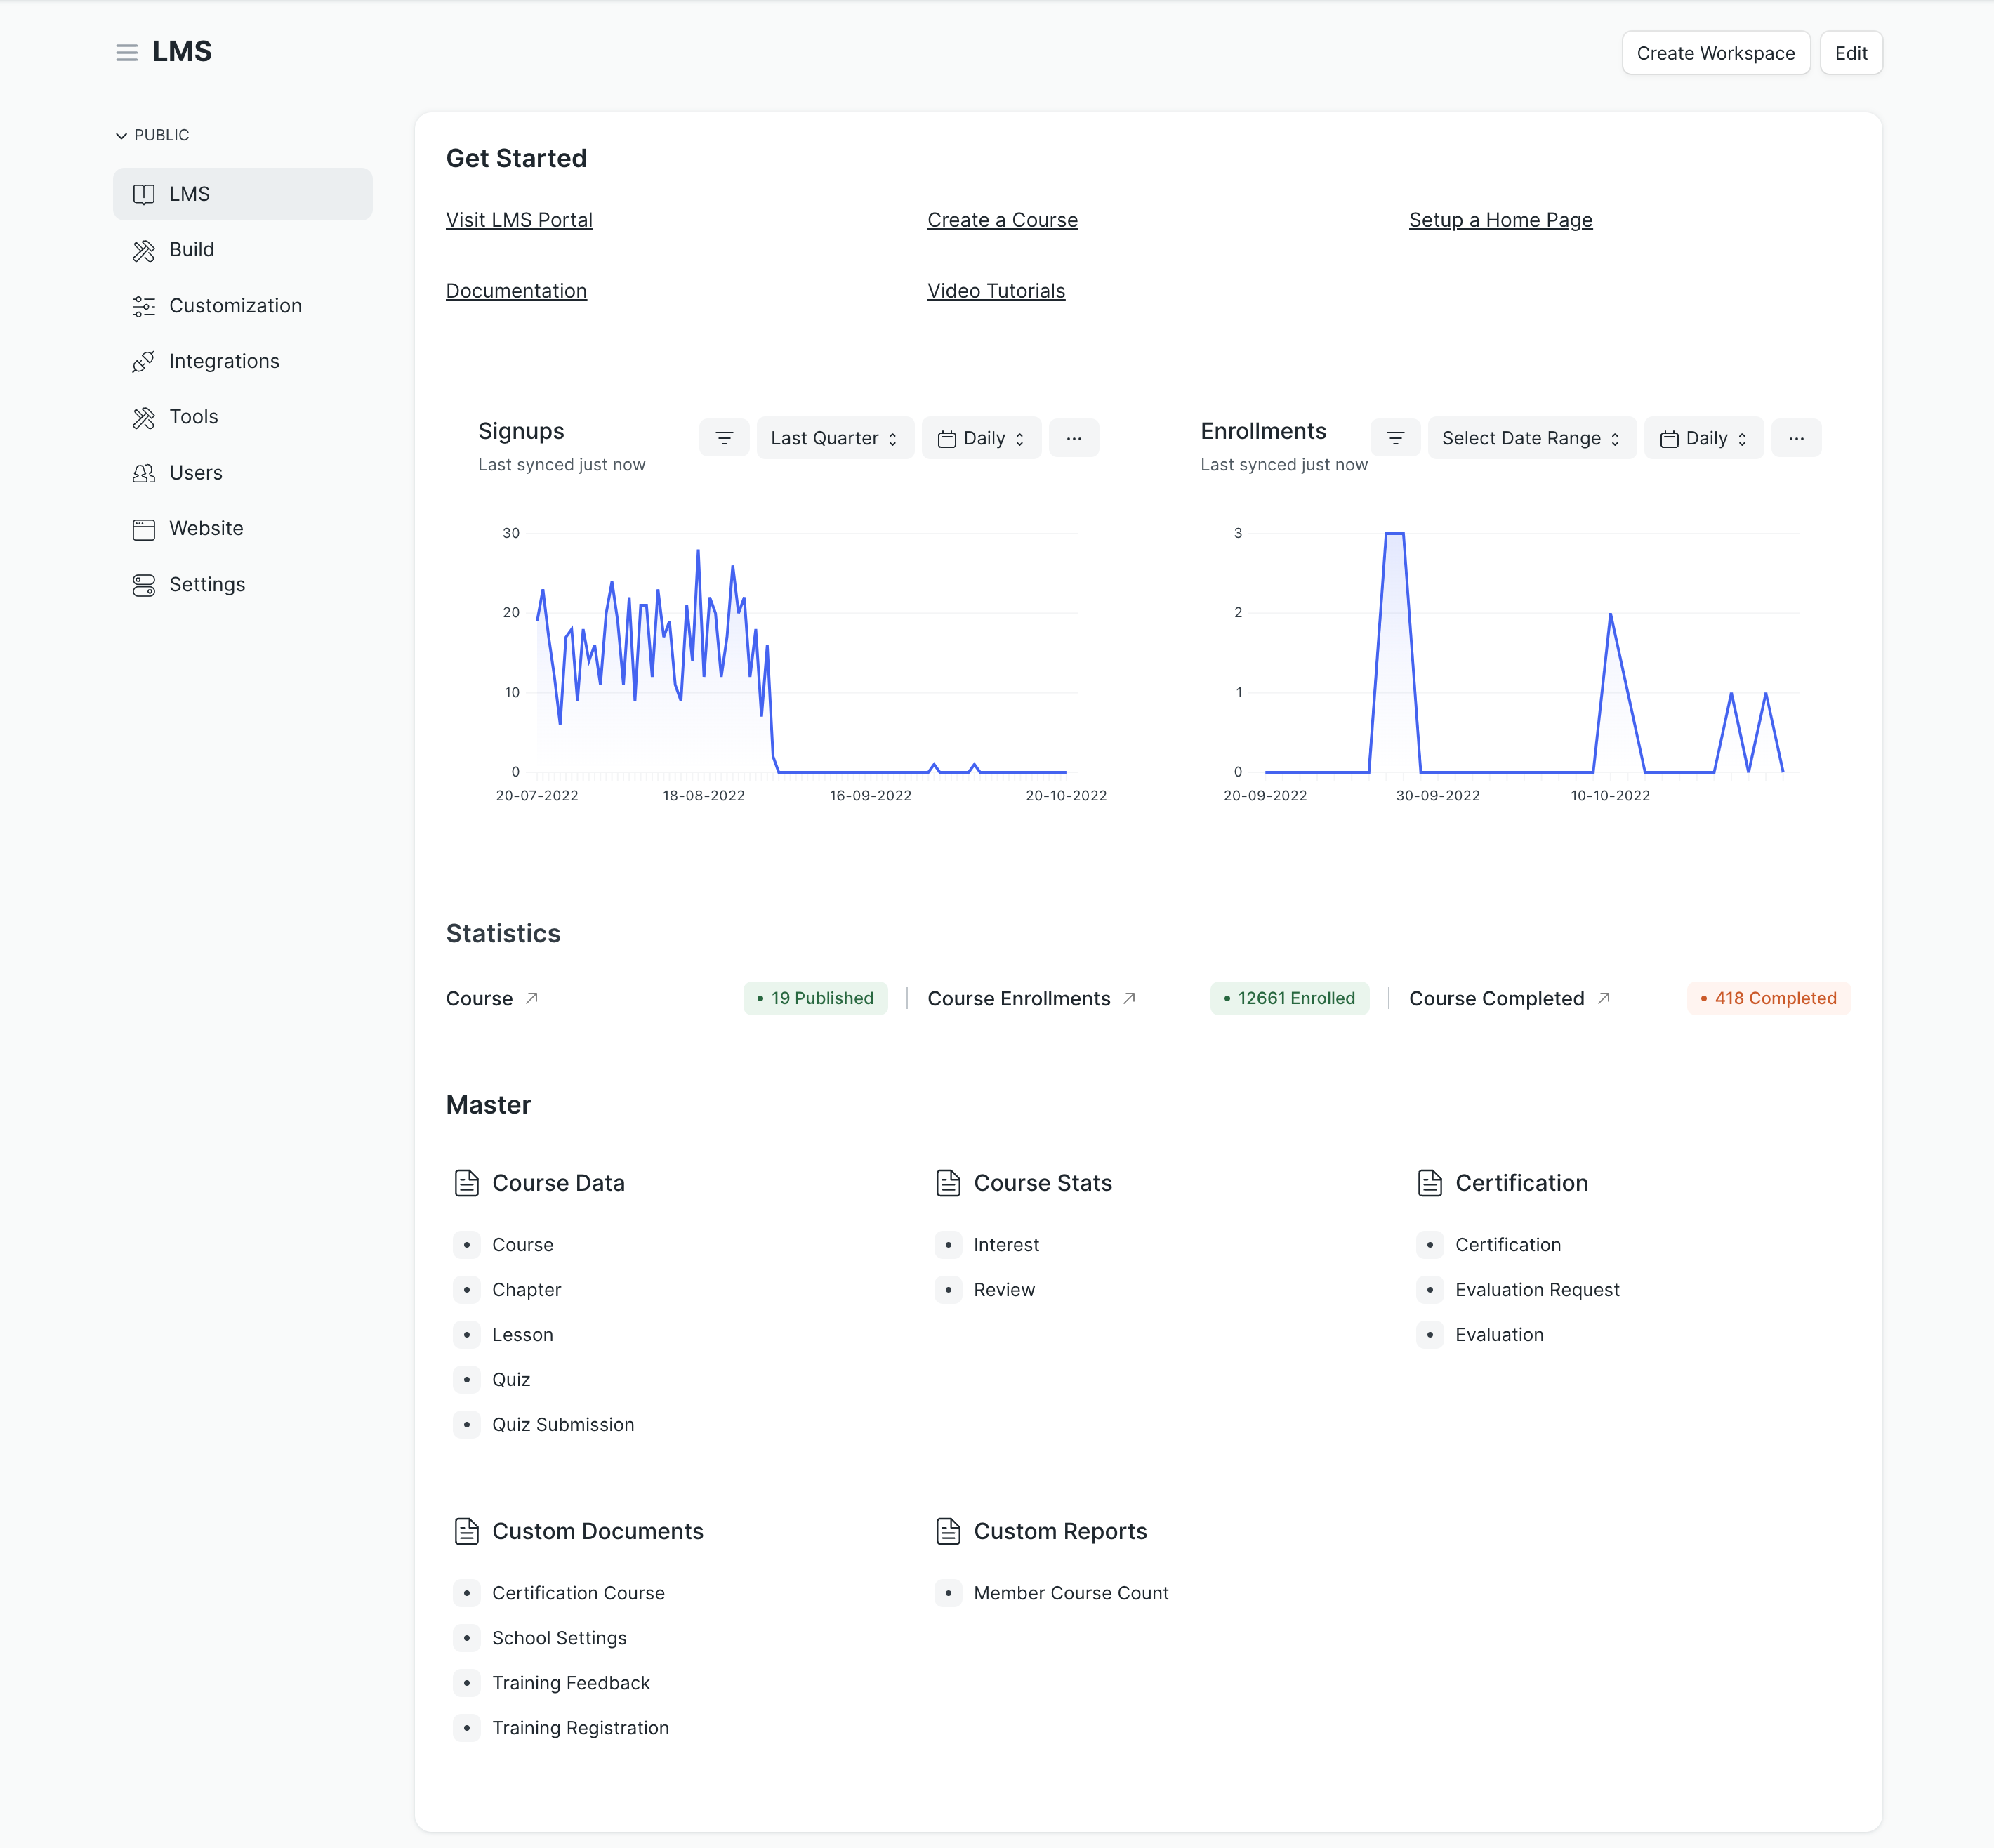 LMS
Create Workspace
Edit
PUBLIC
LMS
Build
Customization
Integrations
Tools
Users
Website
Settings
Get Started
Visit LMS Portal
Create a Course
Setup a Home Page
Documentation
Video Tutorials
Signups
Last synced just now
Last Quarter
Daily
...
30
20
10
0
20-07-2022
18-08-2022
16-09-2022
20-10-2022
Enrollments
Last synced just now
Select Date Range
Daily
...
3
2
1
0
20-09-2022
30-09-2022
10-10-2022
Statistics
Course
19 Published
Course Enrollments
12661 Enrolled
Course Completed
418 Completed
Master
Course Data
Course
Chapter
Lesson
Quiz
Quiz Submission
Course Stats
Interest
Review
Certification
Certification
Evaluation Request
Evaluation
Custom Documents
Certification Course
School Settings
Training Feedback
Training Registration
Custom Reports
Member Course Count